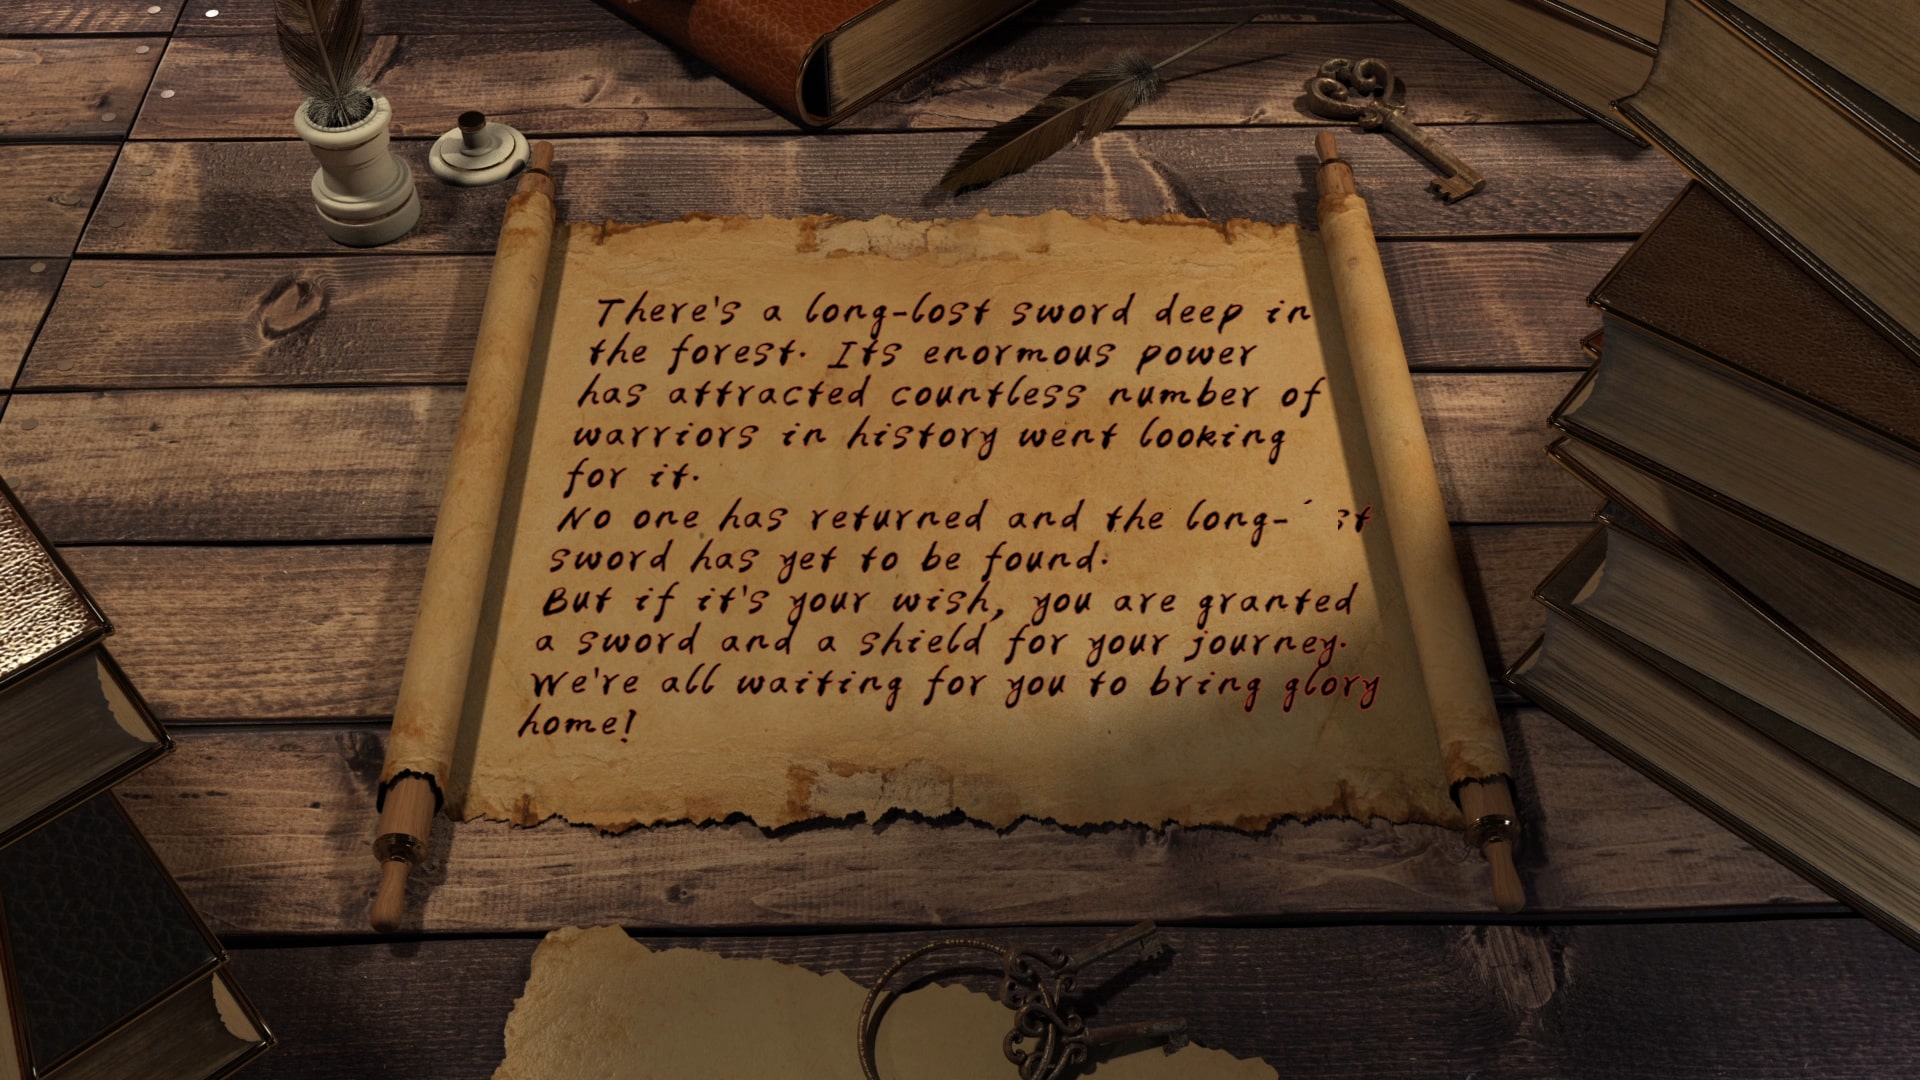 There's a long-lost sword deep in
the forest. Its enormous power
has attracted countless number of
warriors in history went looking
for it.
No one has returned and the long-
sword has yet to be found.
But if it's your wish, you are granted
a sword and a shield for your journey.
We're all waiting for you to bring glory
home!